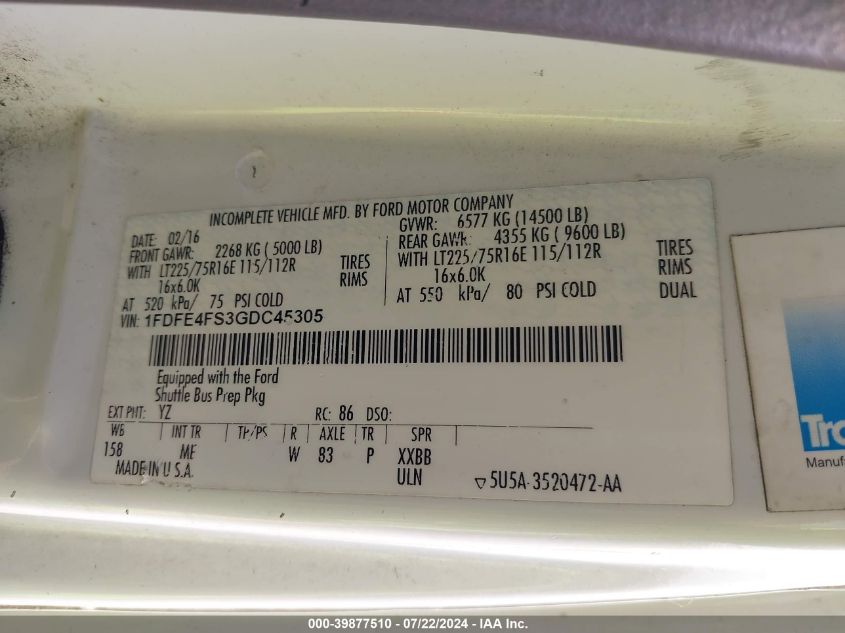 INCOMPLETE VEHICLE MFD. BY FORD MOTOR COMPANY
DATE: 02/16
GVWR: 6577 KG (14500 LB)
FRONT GAWR: 2268 KG ( 5000 LB)
REAR GAWR: 4355 KG ( 9600 LB)
WITH LT225/75R16E 115/112R TIRES
WITH LT225/75R16E 115/112R TIRES
16x6.0K RIMS
16x6.0K RIMS
AT 520 kPa/ 75 PSI COLD
AT 550 kPa/ 80 PSI COLD DUAL
VIN: 1FDFE4FS3GDC45305
Equipped with the Ford
Shuttle Bus Prep Pkg
EXT PNT: YZ RC: 86 DSO:
WB INT TR TP/PS R AXLE TR SPR
158 ME W 83 P XXBB
MADE IN U.S.A. ULN
5U5A-3520472-AA
Tra
Manuf
000-39877510 - 07/22/2024 - IAA Inc.